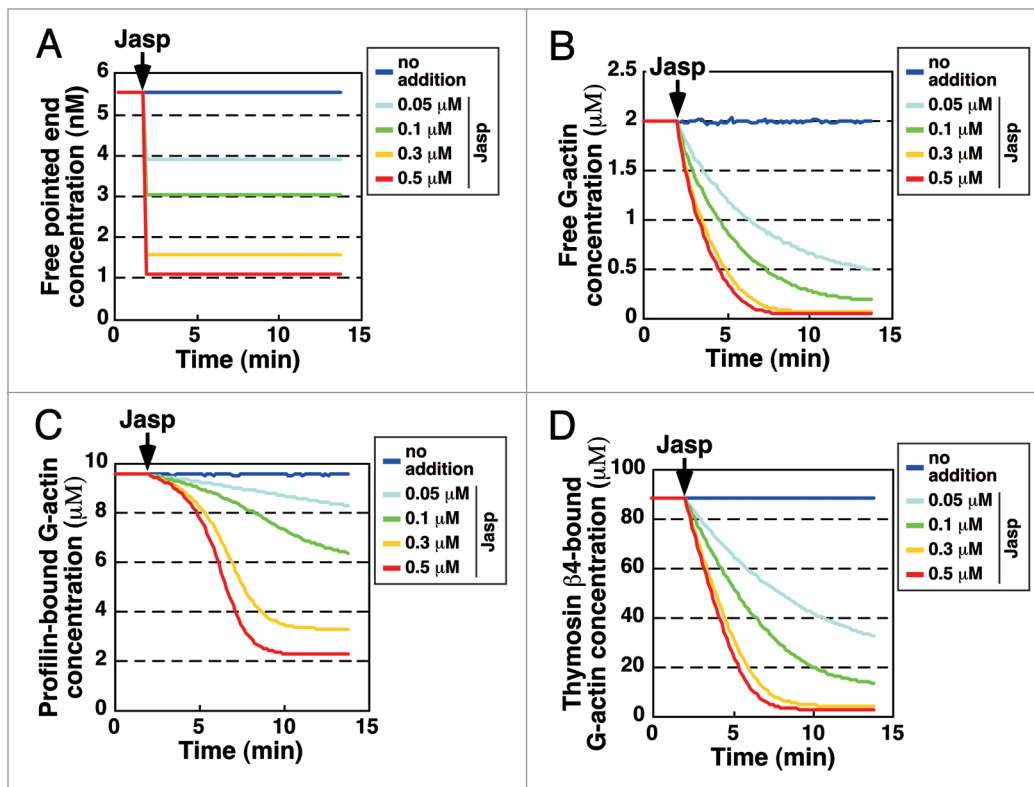 A
Jasp
Free pointed end
concentration (nM)
6
5
4
3
2
1
0
0 5 10 15
Time (min)
no
addition
0.05 μM
0.1 μM
0.3 μM
0.5 μM
Jasp
B
Jasp
Free G-actin
concentration (μM)
2.5
2
1.5
1
0.5
0
0 5 10 15
Time (min)
no
addition
0.05 μM
0.1 μM
0.3 μM
0.5 μM
Jasp
C
Jasp
Profilin-bound G-actin
concentration (μM)
10
8
6
4
2
0
0 5 10 15
Time (min)
no
addition
0.05 μM
0.1 μM
0.3 μM
0.5 μM
Jasp
D
Jasp
Thymosin β4-bound
G-actin concentration (μM)
100
80
60
40
20
0
0 5 10 15
Time (min)
no
addition
0.05 μM
0.1 μM
0.3 μM
0.5 μM
Jasp